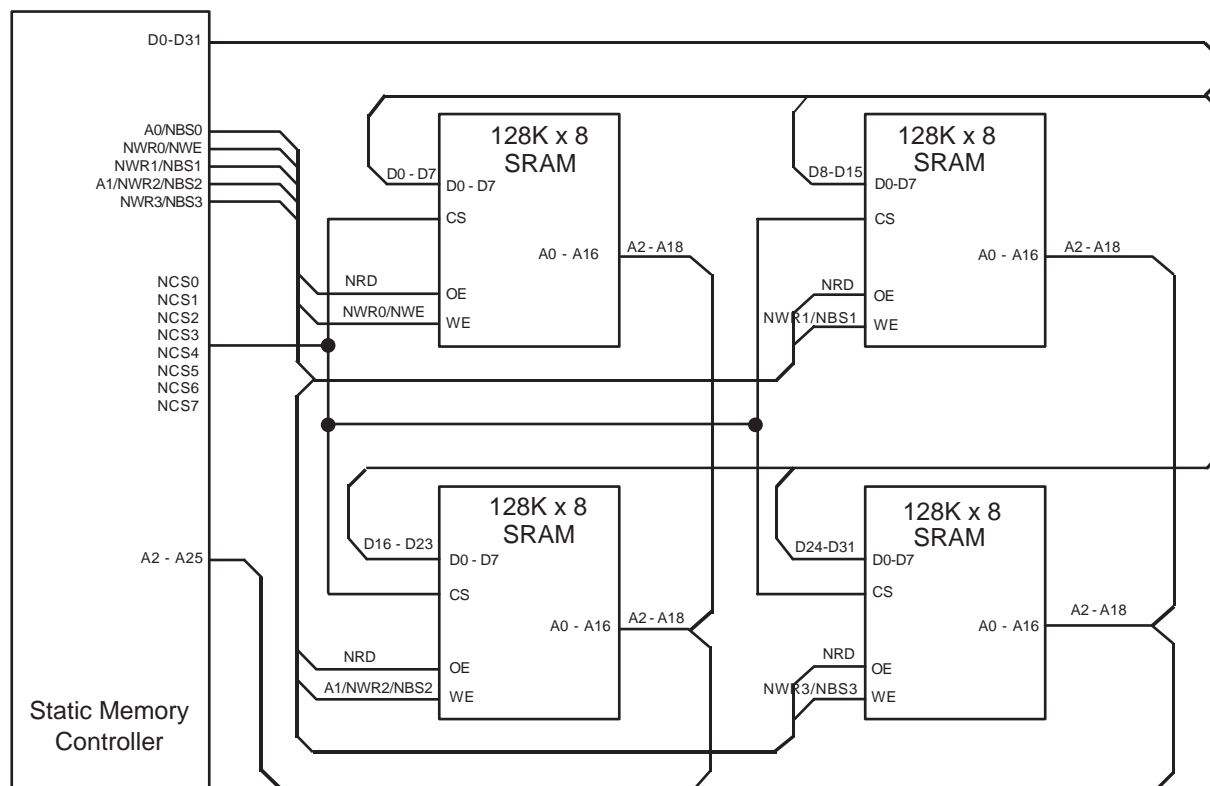 D0-D31
A0/NBS0
NWR0/NWE
NWR1/NBS1
A1/NWR2/NBS2
NWR3/NBS3
NCS0
NCS1
NCS2
NCS3
NCS4
NCS5
NCS6
NCS7
A2 - A25
Static Memory
Controller
128K x 8
SRAM
D0 - D7
D0 - D7
CS
A0 - A16
A2 - A18
NRD
OE
NWR0/NWE
WE
128K x 8
SRAM
D8-D15
D0-D7
CS
A0 - A16
A2 - A18
NRD
OE
NWR1/NBS1
WE
128K x 8
SRAM
D16 - D23
D0 - D7
CS
A0 - A16
A2 - A18
NRD
OE
A1/NWR2/NBS2
WE
128K x 8
SRAM
D24-D31
D0-D7
CS
A0 - A16
A2 - A18
NRD
OE
NWR3/NBS3
WE